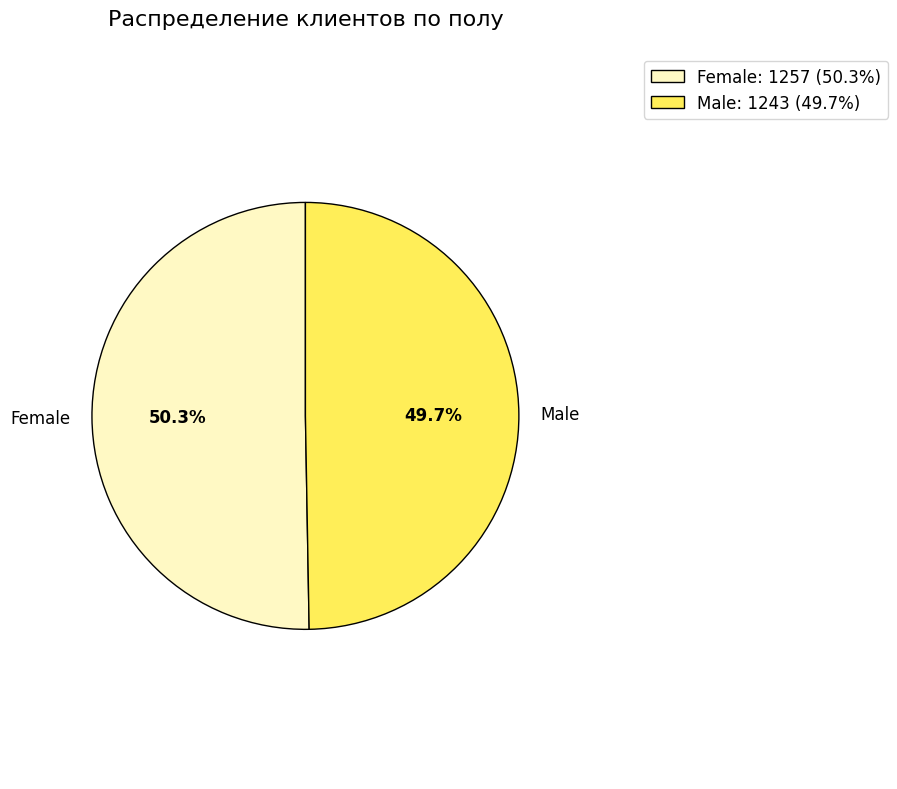 Распределение клиентов по полу
Female: 1257 (50.3%)
Male: 1243 (49.7%)
Female
50.3%
49.7%
Male